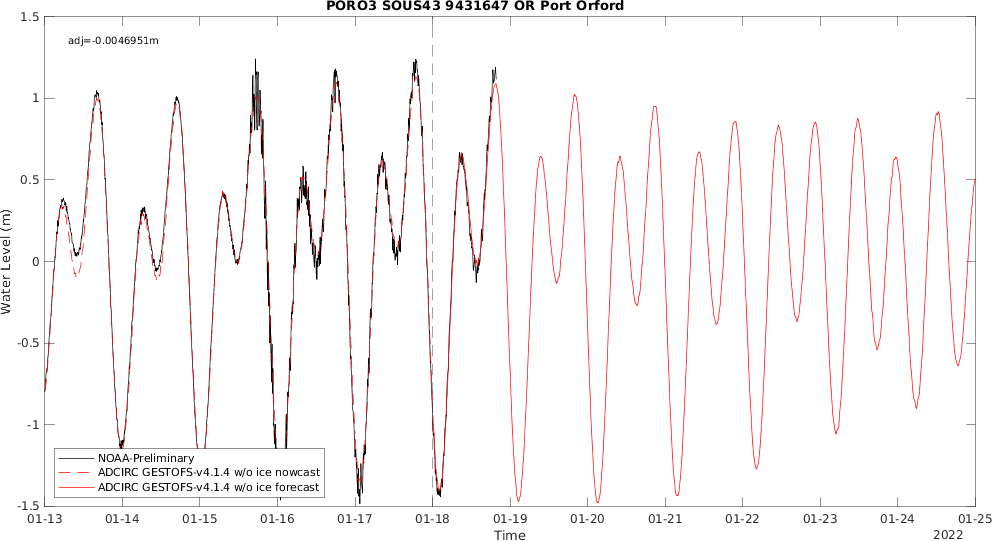 PORO3 SOUS43 9431647 OR Port Orford
adj=-0.0046951m
1.5
1
0.5
0
-0.5
-1
-1.5
Water Level (m)
NOAA-Preliminary
ADCIRC GESTOFS-v4.1.4 w/o ice nowcast
ADCIRC GESTOFS-v4.1.4 w/o ice forecast
01-13 01-14 01-15 01-16 01-17 01-18 01-19 01-20 01-21 01-22 01-23 01-24 01-25
Time
2022